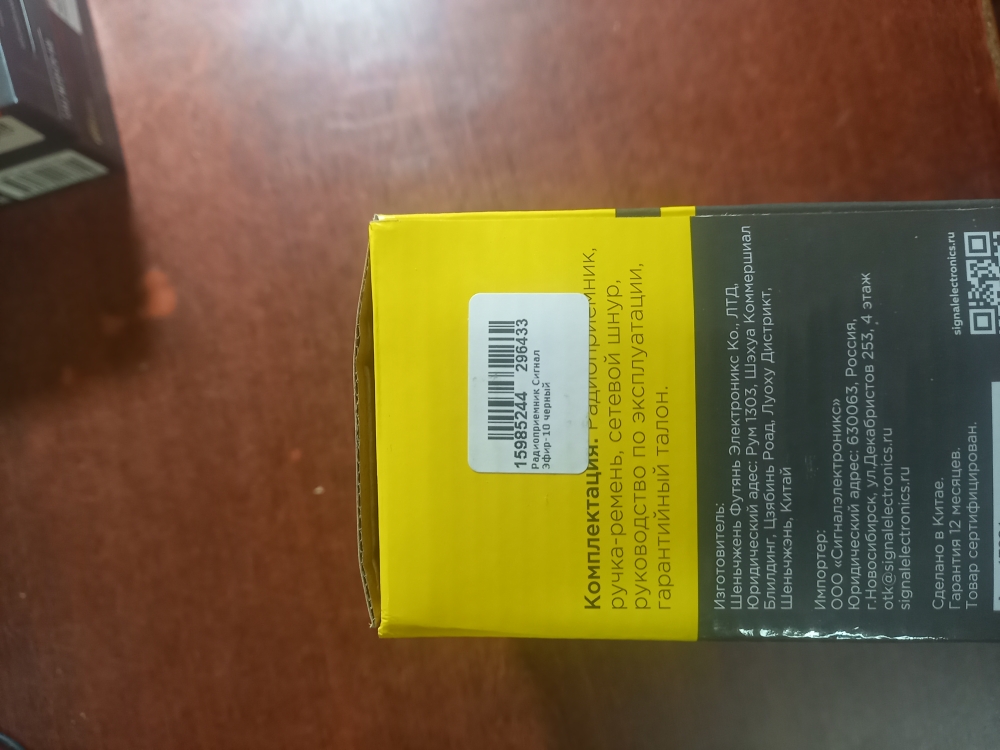 15985244 296433
Радиоприемник Сигнал
Эфир-10 черный
Комплектация: Радиоприемник,
ручка-ремень, сетевой шнур,
руководство по эксплуатации,
гарантийный талон.
Изготовитель:
Шеньчжень Футянь Электроникс Ко., ЛТД,
Юридический адес: Рум 1303, Шэхуа Коммершиал
Блилдинг, Цзябинь Роад, Луоху Дистрикт,
Шеньчжэнь, Китай
Импортер:
ООО «Сигналэлектроникс»
Юридический адрес: 630063, Россия,
г.Новосибирск, ул.Декабристов 253, 4 этаж
otk@signalelectronics.ru
signalelectronics.ru
Сделано в Китае.
Гарантия 12 месяцев.
Товар сертифицирован.
signalelectronics.ru